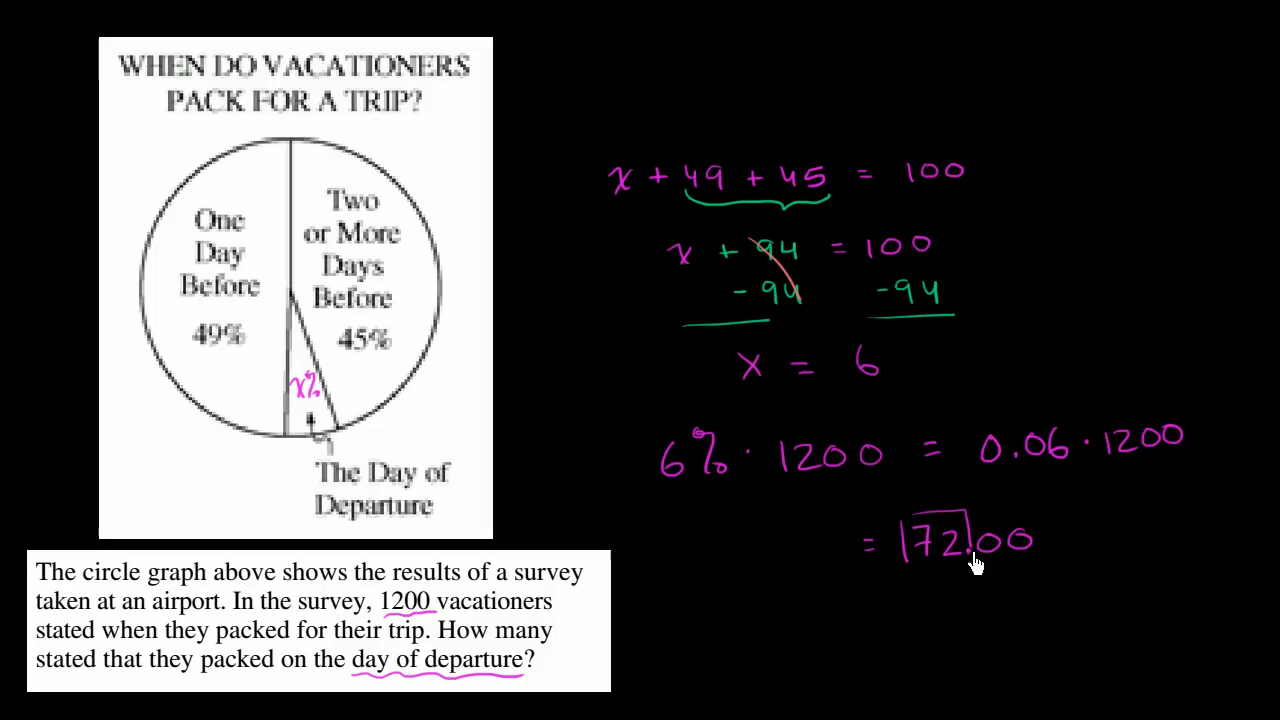 WHEN DO VACATIONERS
PACK FOR A TRIP?
One
Day
Before
49%
Two
or More
Days
Before
45%
x%
The Day of
Departure
The circle graph above shows the results of a survey
taken at an airport. In the survey, 1200 vacationers
stated when they packed for their trip. How many
stated that they packed on the day of departure?
x + 49 + 45 = 100
x + 94 = 100
- 94 -94
x = 6
6% · 1200 = 0.06 · 1200
= 72.00